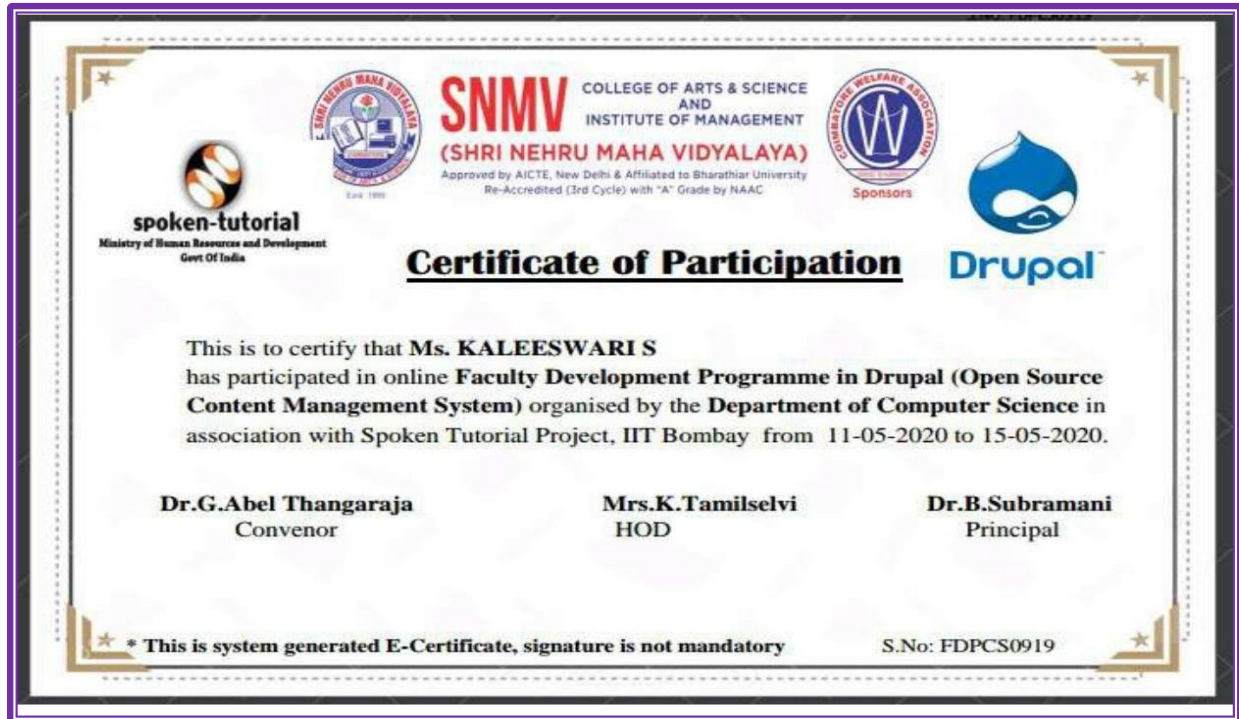 SHRI NEHRU MAHA VIDYALAYA
SNMV
COLLEGE OF ARTS & SCIENCE
AND
INSTITUTE OF MANAGEMENT
(SHRI NEHRU MAHA VIDYALAYA)
Approved by AICTE, New Delhi & Affiliated to Bharathiar University
Re-Accredited (3rd Cycle) with "A" Grade by NAAC
COIMBATORE WELFARE ASSOCIATION
Sponsors
spoken-tutorial
Ministry of Human Resources and Development
Govt Of India
Drupal
Certificate of Participation
This is to certify that Ms. KALEESWARI S
has participated in online Faculty Development Programme in Drupal (Open Source
Content Management System) organised by the Department of Computer Science in
association with Spoken Tutorial Project, IIT Bombay from 11-05-2020 to 15-05-2020.
Dr.G.Abel Thangaraja Mrs.K.Tamilselvi Dr.B.Subramani
Convenor HOD Principal
* This is system generated E-Certificate, signature is not mandatory S.No: FDPCS0919